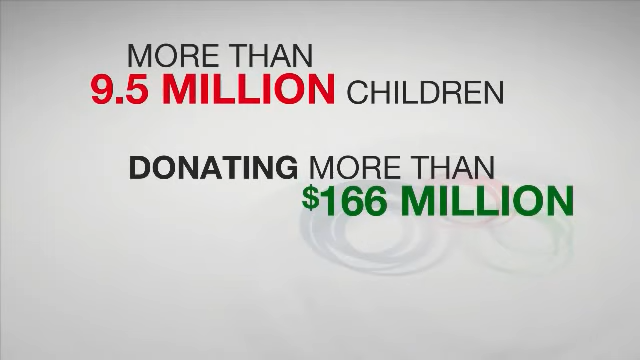 MORE THAN
9.5 MILLION CHILDREN
DONATING MORE THAN
$166 MILLION